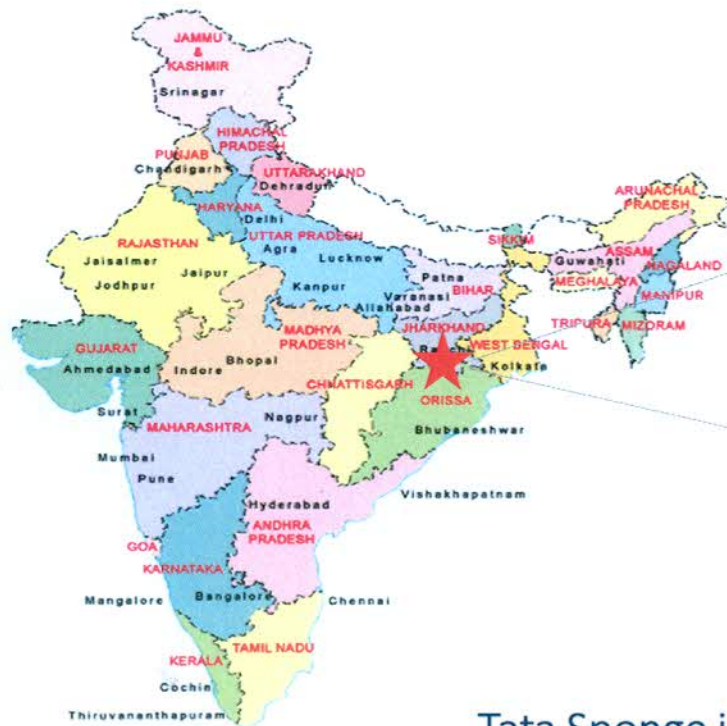 JAMMU
&
KASHMIR
Srinagar
HIMACHAL
PRADESH
PUNJAB
Chandigarh
UTTARAKHAND
Dehradun
HARYANA
Delhi
ARUNACHAL
PRADESH
RAJASTHAN
UTTAR PRADESH
Agra
Lucknow
SIKKIM
ASSAM
Jaisalmer
Jaipur
Guwahati
NAGALAND
Jodhpur
Kanpur
Patna
MEGHALAYA
Varanasi
BIHAR
MANIPUR
Allahabad
MADHYA
PRADESH
JHARKHAND
TRIPURA
MIZORAM
GUJARAT
WEST BENGAL
Ahmedabad
Bhopal
Indore
Kolkata
CHHATTISGARH
ORISSA
Surat
Nagpur
MAHARASHTRA
Bhubaneshwar
Mumbai
Pune
Vishakhapatnam
Hyderabad
ANDHRA
PRADESH
GOA
KARNATAKA
Mangalore
Bangalore
Chennai
TAMIL NADU
KERALA
Cochin
Thiruvananthapuram